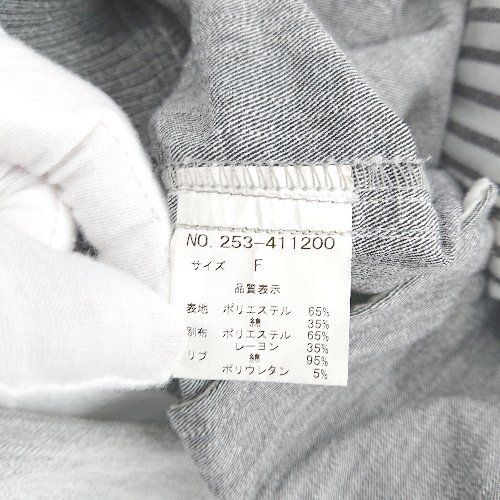 NO. 253-411200
サイズ F
品質表示
表地 ポリエステル 65%
綿 35%
別布 ポリエステル 65%
レーヨン 35%
リブ 綿 95%
ポリウレタン 5%